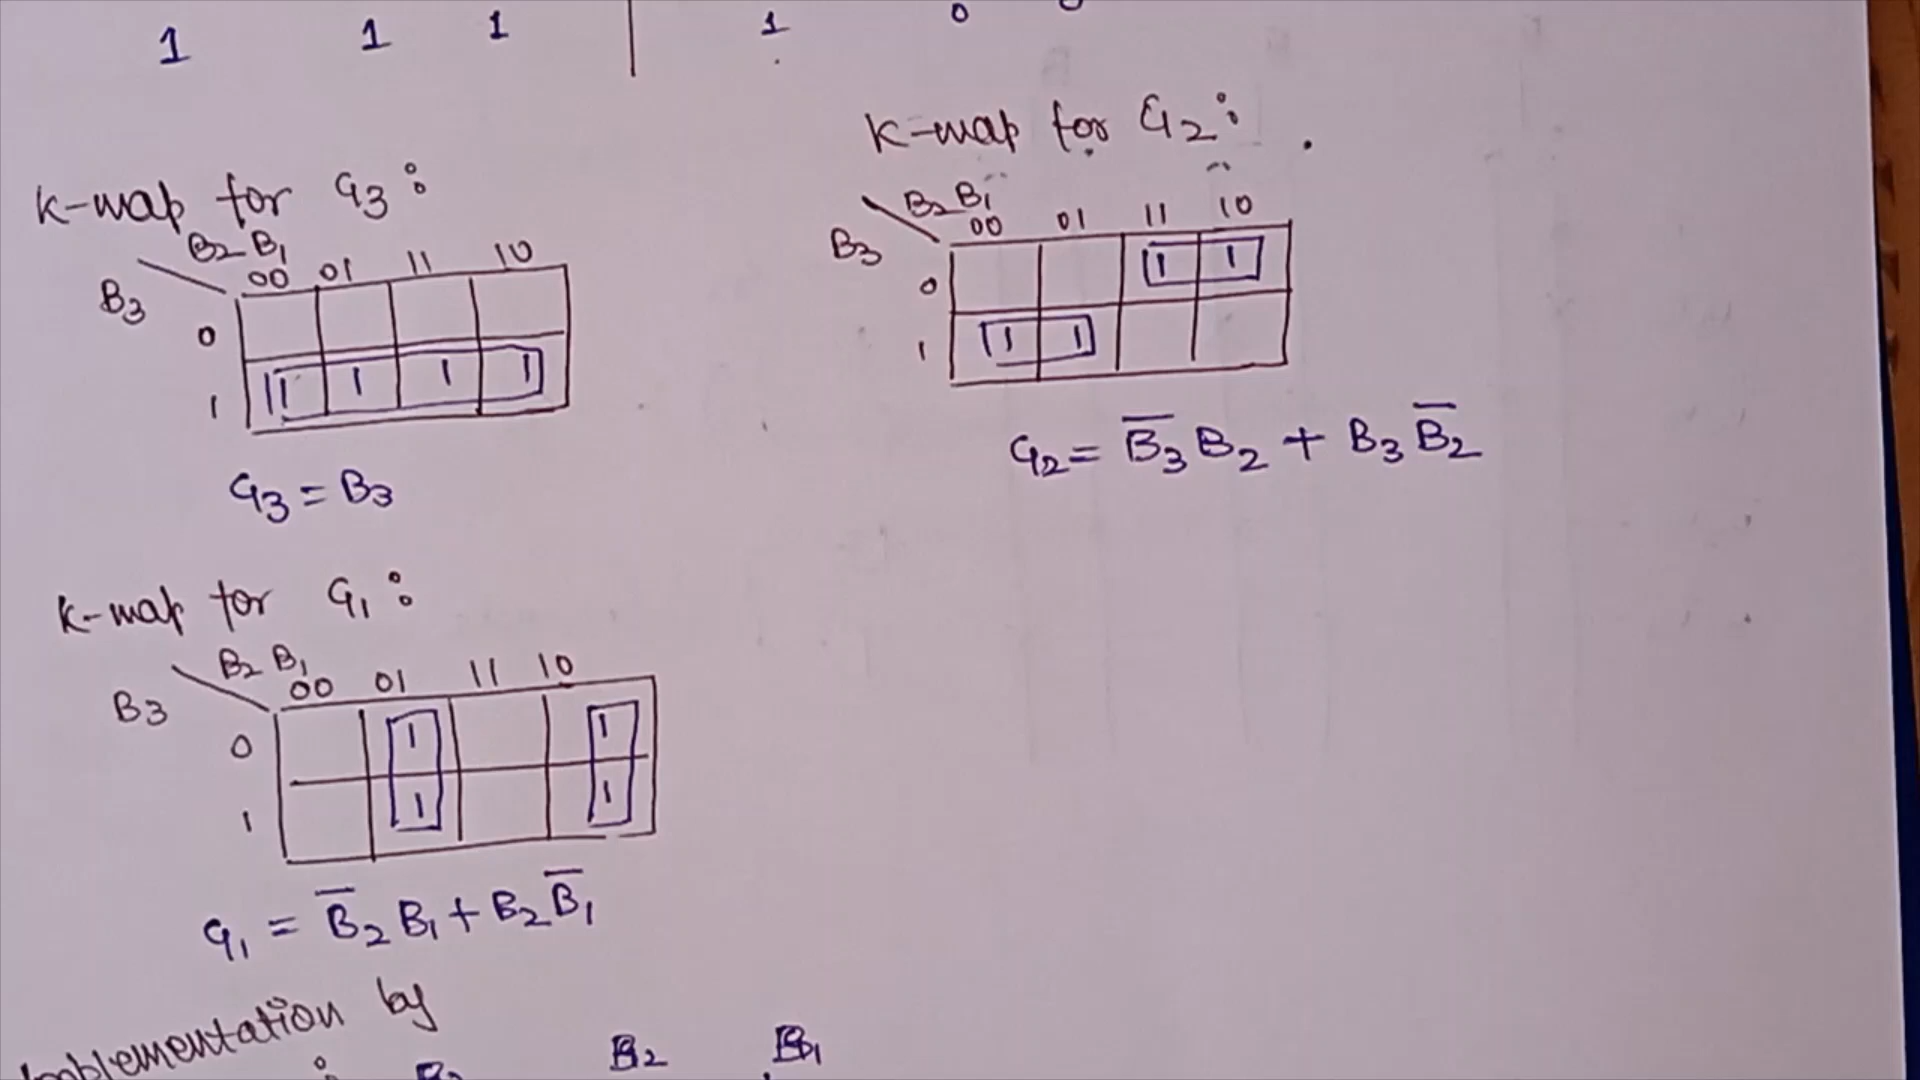 1 1 1 | 1 0
K-map for G3:
B2 B1
00 01 11 10
B3
0
1 1 1 1 1
G3 = B3
K-map for G2:
B2 B1
00 01 11 10
B3
0 1 1
1 1 1
G2 = B̅3 B2 + B3 B̅2
K-map for G1:
B2 B1
00 01 11 10
B3
0 1 1
1 1 1
G1 = B̅2 B1 + B2 B̅1
Implementation by
B2 B1